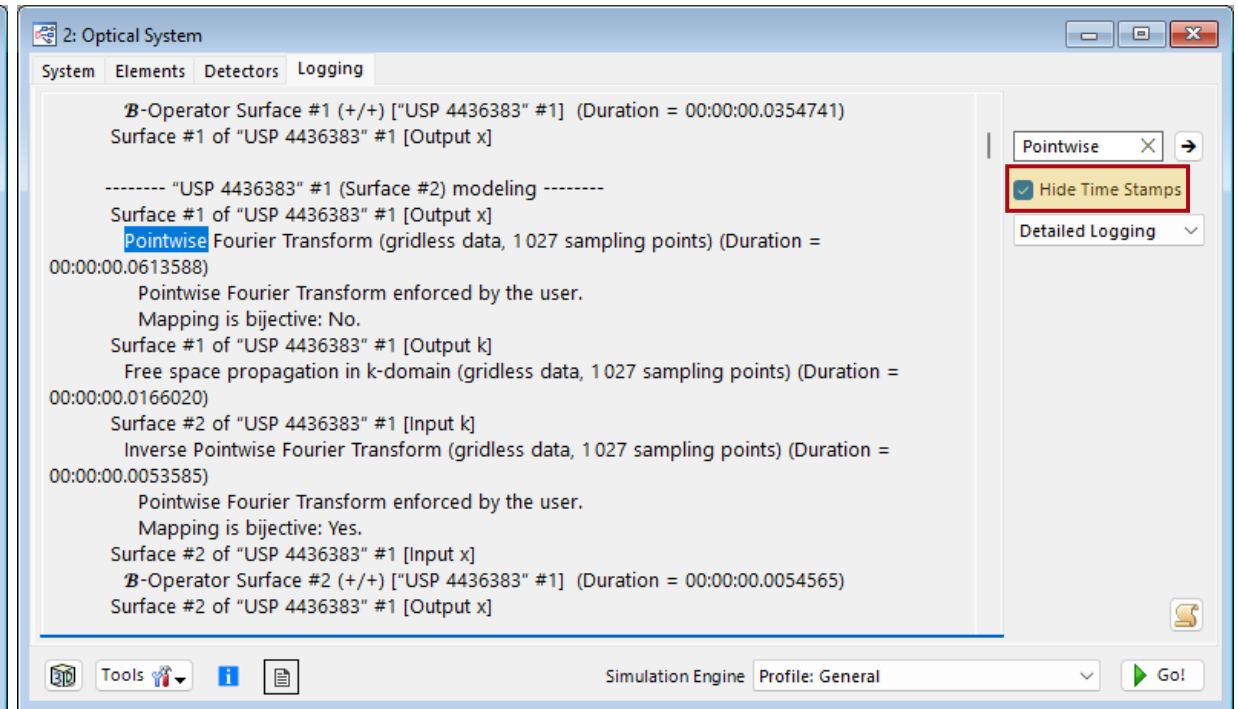 2: Optical System
System Elements Detectors Logging
𝓑-Operator Surface #1 (+/+) ["USP 4436383" #1] (Duration = 00:00:00.0354741)
Surface #1 of "USP 4436383" #1 [Output x]
-------- "USP 4436383" #1 (Surface #2) modeling --------
Surface #1 of "USP 4436383" #1 [Output x]
Pointwise Fourier Transform (gridless data, 1 027 sampling points) (Duration =
00:00:00.0613588)
Pointwise Fourier Transform enforced by the user.
Mapping is bijective: No.
Surface #1 of "USP 4436383" #1 [Output k]
Free space propagation in k-domain (gridless data, 1 027 sampling points) (Duration =
00:00:00.0166020)
Surface #2 of "USP 4436383" #1 [Input k]
Inverse Pointwise Fourier Transform (gridless data, 1 027 sampling points) (Duration =
00:00:00.0053585)
Pointwise Fourier Transform enforced by the user.
Mapping is bijective: Yes.
Surface #2 of "USP 4436383" #1 [Input x]
𝓑-Operator Surface #2 (+/+) ["USP 4436383" #1] (Duration = 00:00:00.0054565)
Surface #2 of "USP 4436383" #1 [Output x]
Pointwise
Hide Time Stamps
Detailed Logging
3D Tools Simulation Engine Profile: General Go!